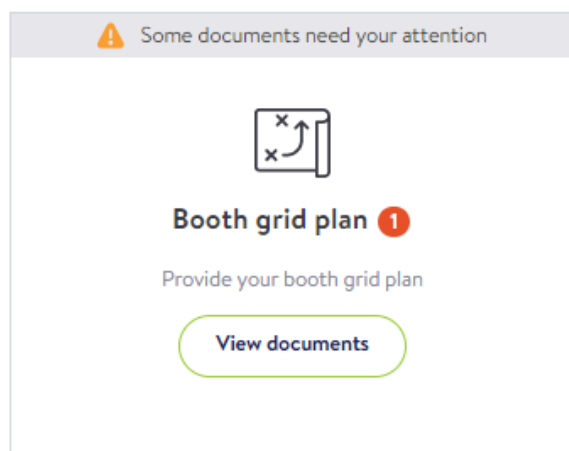 Some documents need your attention
Booth grid plan 1
Provide your booth grid plan
View documents